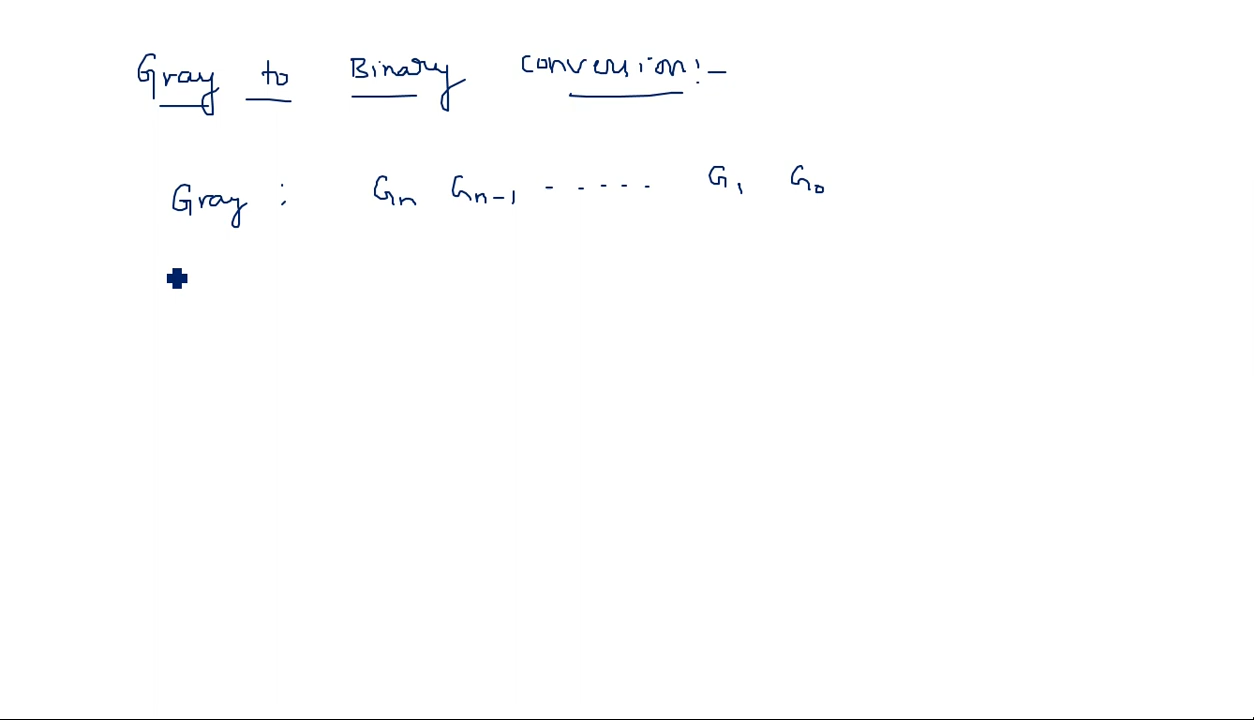 Gray to Binary Conversion:-
Gray : Gn Gn-1 ----- G1 G0